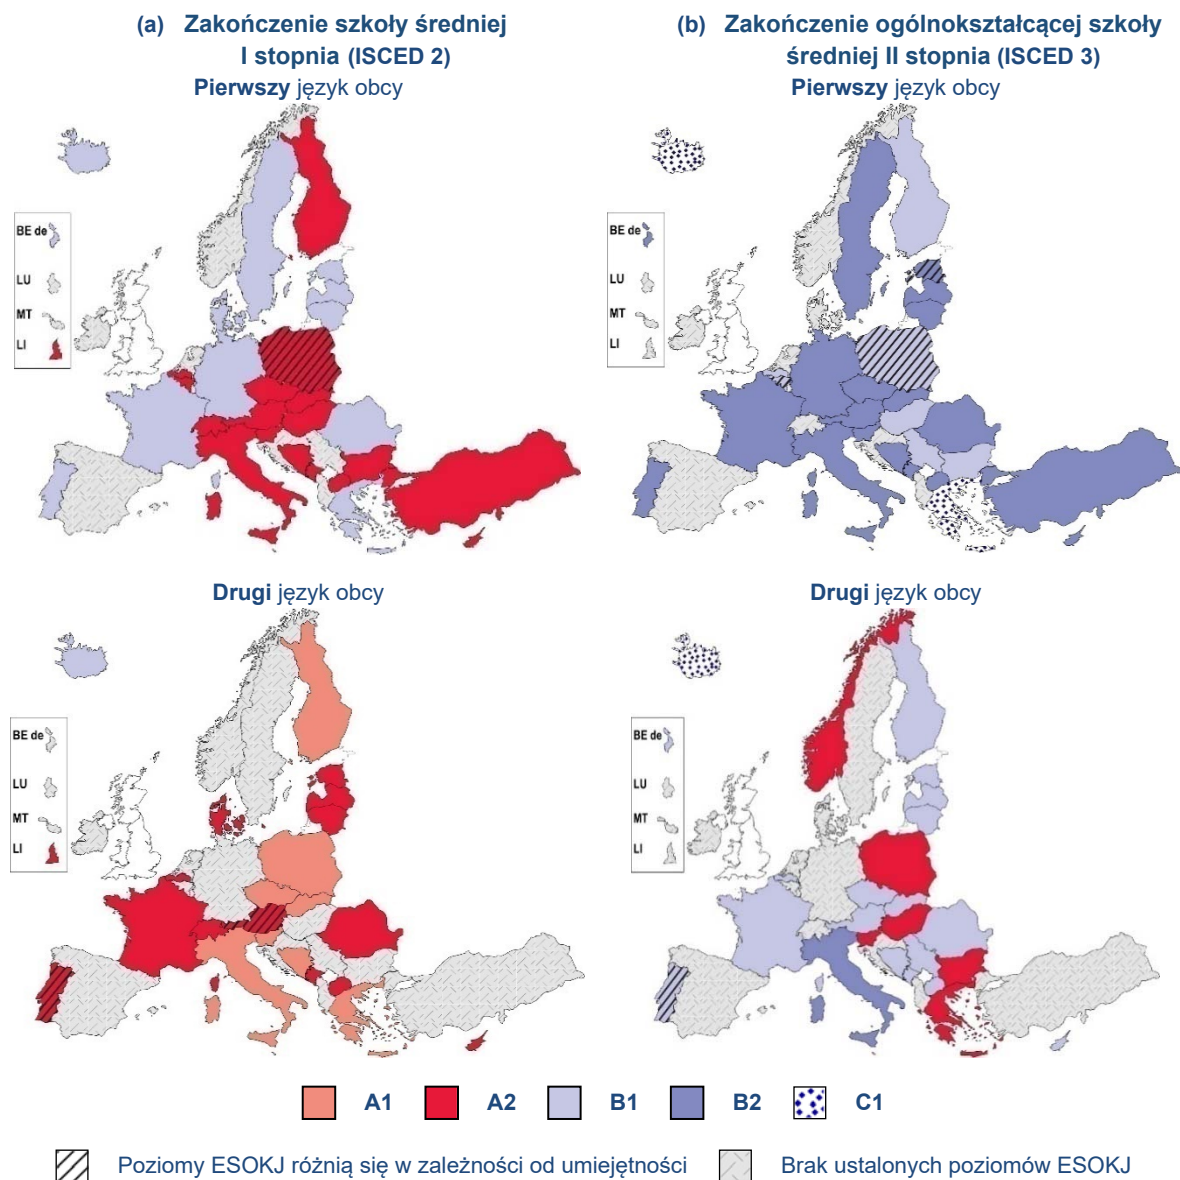 (a) Zakończenie szkoły średniej
I stopnia (ISCED 2)
Pierwszy język obcy
BE de
LU
MT
LI
(b) Zakończenie ogólnokształcącej szkoły
średniej II stopnia (ISCED 3)
Pierwszy język obcy
BE de
LU
MT
LI
Drugi język obcy
BE de
LU
MT
LI
Drugi język obcy
BE de
LU
MT
LI
A1 A2 B1 B2 C1
Poziomy ESOKJ różnią się w zależności od umiejętności Brak ustalonych poziomów ESOKJ